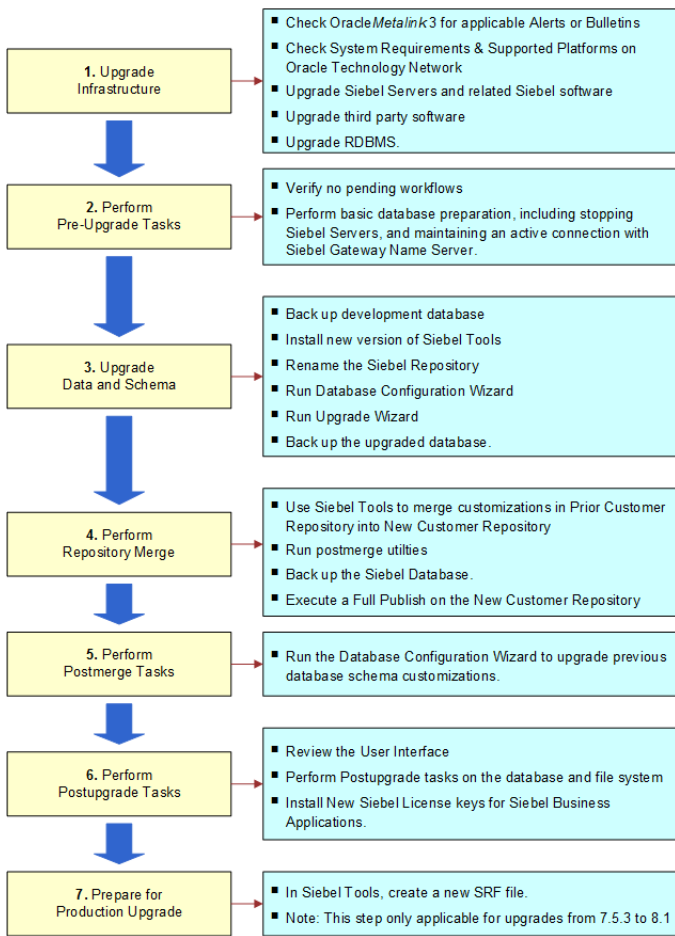 1. Upgrade
Infrastructure
▪ Check OracleMetalink3 for applicable Alerts or Bulletins
▪ Check System Requirements & Supported Platforms on
Oracle Technology Network
▪ Upgrade Siebel Servers and related Siebel software
▪ Upgrade third party software
▪ Upgrade RDBMS.
2. Perform
Pre-Upgrade Tasks
▪ Verify no pending workflows
▪ Perform basic database preparation, including stopping
Siebel Servers, and maintaining an active connection with
Siebel Gateway Name Server.
3. Upgrade
Data and Schema
▪ Back up development database
▪ Install new version of Siebel Tools
▪ Rename the Siebel Repository
▪ Run Database Configuration Wizard
▪ Run Upgrade Wizard
▪ Back up the upgraded database.
4. Perform
Repository Merge
▪ Use Siebel Tools to merge customizations in Prior Customer
Repository into New Customer Repository
▪ Run postmerge utilties
▪ Back up the Siebel Database.
▪ Execute a Full Publish on the New Customer Repository
5. Perform
Postmerge Tasks
▪ Run the Database Configuration Wizard to upgrade previous
database schema customizations.
6. Perform
Postupgrade Tasks
▪ Review the User Interface
▪ Perform Postupgrade tasks on the database and file system
▪ Install New Siebel License keys for Siebel Business
Applications.
7. Prepare for
Production Upgrade
▪ In Siebel Tools, create a new SRF file.
▪ Note: This step only applicable for upgrades from 7.5.3 to 8.1